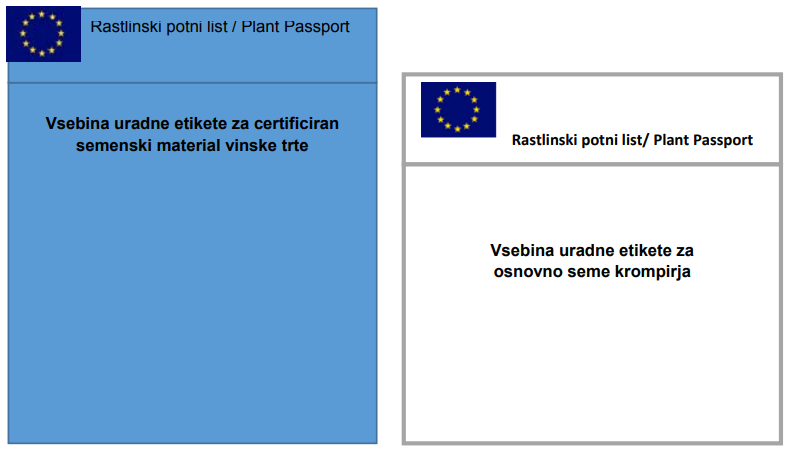 Rastlinski potni list / Plant Passport
Vsebina uradne etikete za certificiran
semenski material vinske trte
Rastlinski potni list/ Plant Passport
Vsebina uradne etikete za
osnovno seme krompirja